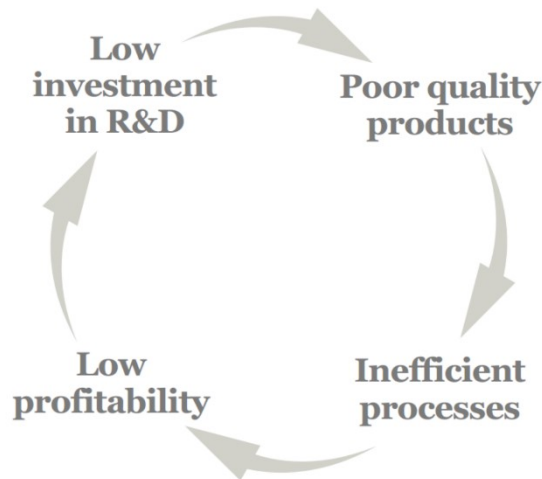 Low
investment
in R&D
Poor quality
products
Inefficient
processes
Low
profitability